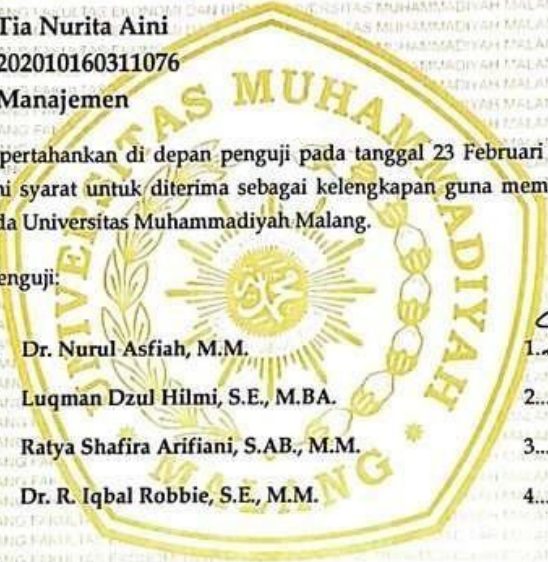 Tia Nurita Aini
202010160311076
Manajemen
pertahankan di depan penguji pada tanggal 23 Februari
ni syarat untuk diterima sebagai kelengkapan guna mem
da Universitas Muhammadiyah Malang.
enguji:
Dr. Nurul Asfiah, M.M. 1..
Luqman Dzul Hilmi, S.E., M.BA. 2...
Ratya Shafira Arifiani, S.AB., M.M. 3...
Dr. R. Iqbal Robbie, S.E., M.M. 4...
UNIVERSITAS MUHAMMADIYAH
* MALANG *